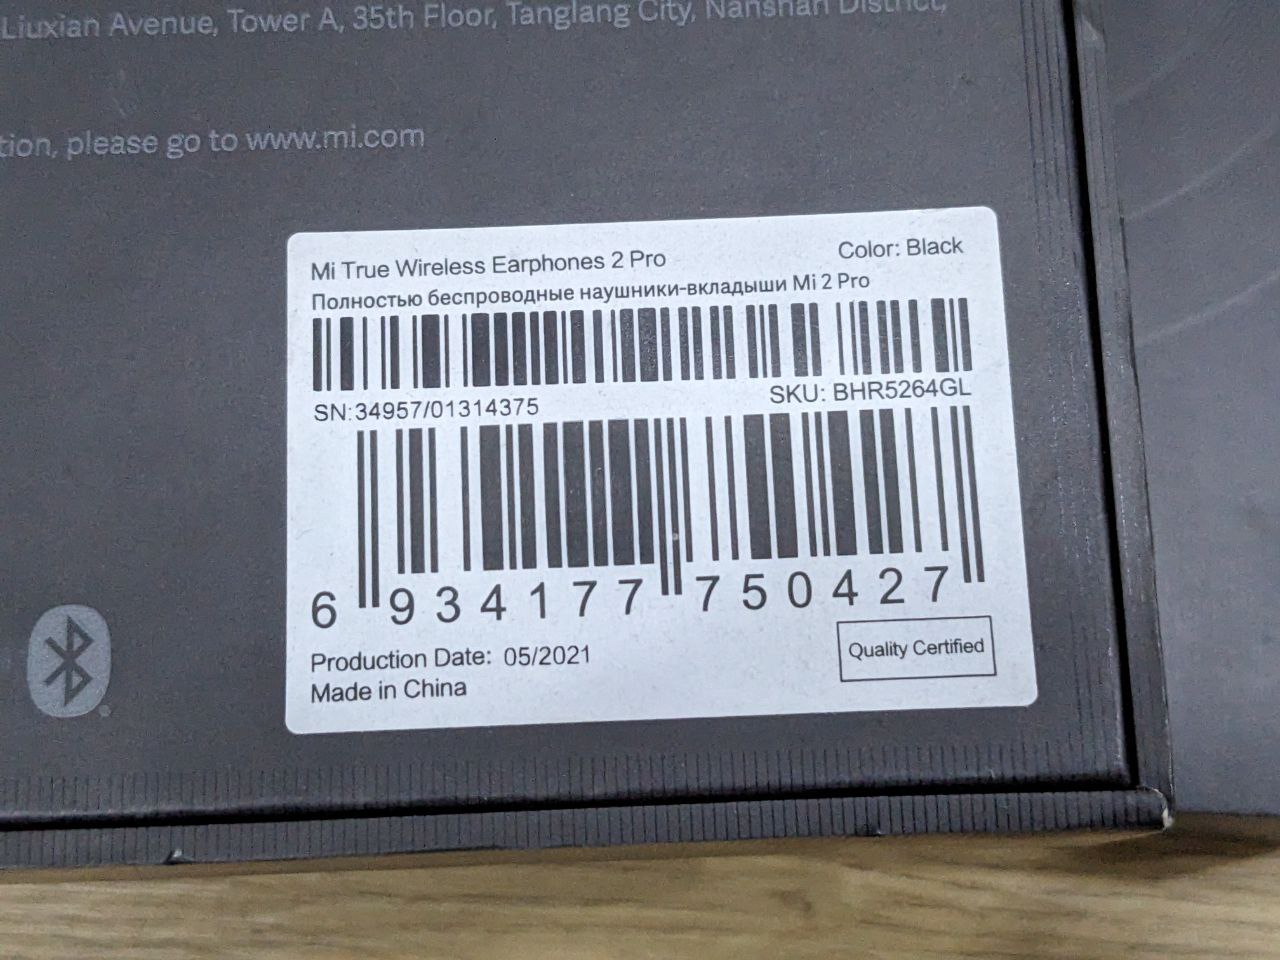 Liuxian Avenue, Tower A, 35th Floor, Tanglang City, Nanshan District,
tion, please go to www.mi.com
Mi True Wireless Earphones 2 Pro
Color: Black
Полностью беспроводные наушники-вкладыши Mi 2 Pro
SN:34957/01314375
SKU: BHR5264GL
6 934177 750427
Production Date: 05/2021
Made in China
Quality Certified